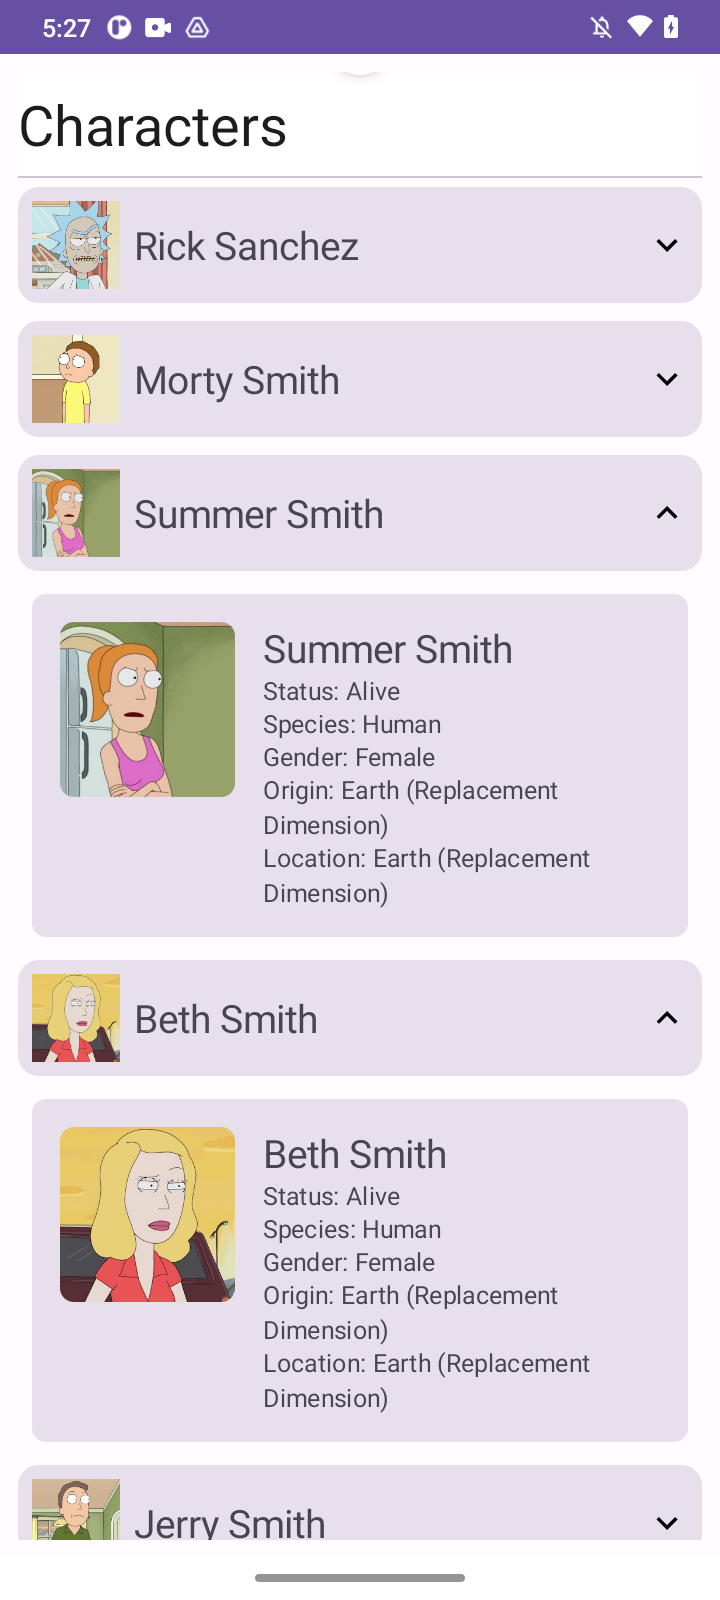 5:27
Characters
Rick Sanchez
Morty Smith
Summer Smith
Summer Smith
Status: Alive
Species: Human
Gender: Female
Origin: Earth (Replacement
Dimension)
Location: Earth (Replacement
Dimension)
Beth Smith
Beth Smith
Status: Alive
Species: Human
Gender: Female
Origin: Earth (Replacement
Dimension)
Location: Earth (Replacement
Dimension)
Jerry Smith